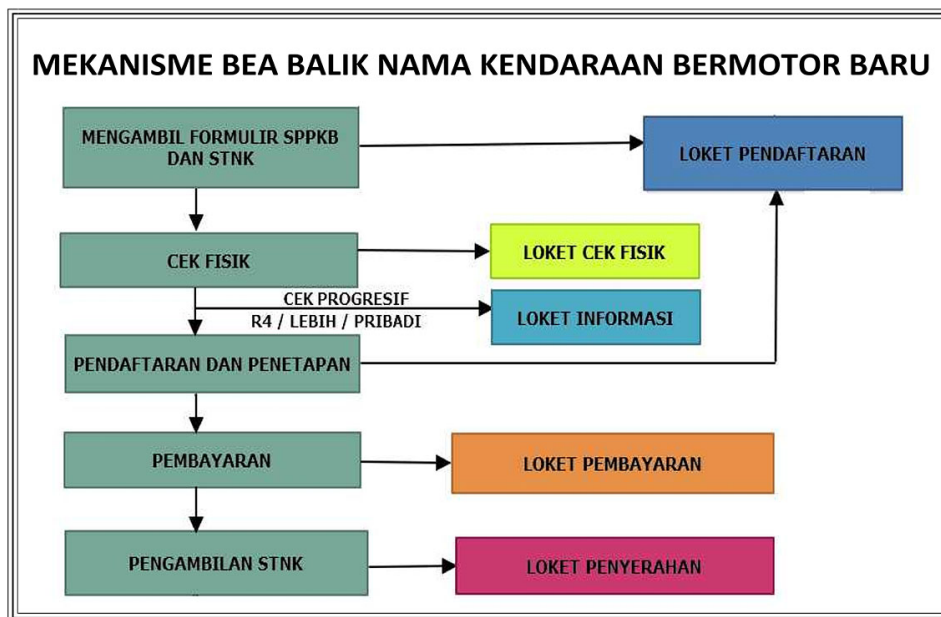 MEKANISME BEA BALIK NAMA KENDARAAN BERMOTOR BARU
MENGAMBIL FORMULIR SPPKB
DAN STNK
LOKET PENDAFTARAN
CEK FISIK
LOKET CEK FISIK
CEK PROGRESIF
R4 / LEBIH / PRIBADI
LOKET INFORMASI
PENDAFTARAN DAN PENETAPAN
PEMBAYARAN
LOKET PEMBAYARAN
PENGAMBILAN STNK
LOKET PENYERAHAN